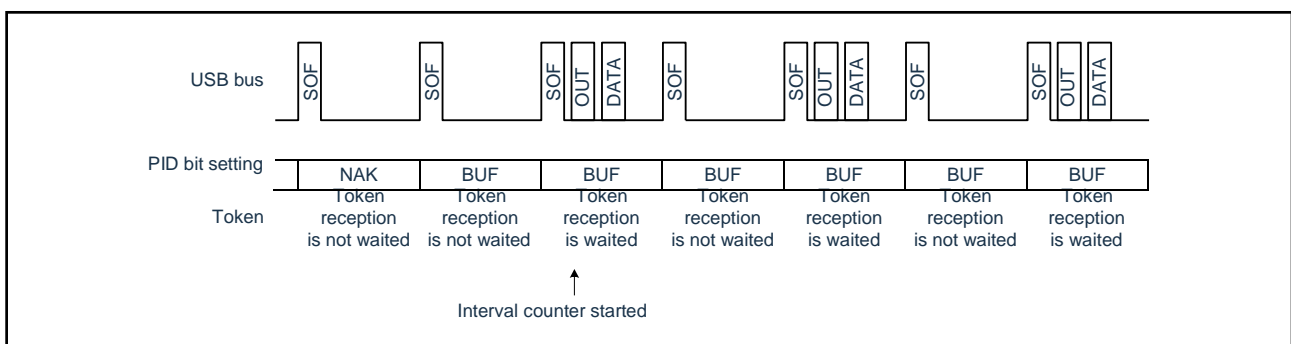 USB bus
SOF SOF SOF OUT DATA SOF SOF OUT DATA SOF SOF OUT DATA
PID bit setting
NAK BUF BUF BUF BUF BUF BUF
Token
Token Token Token Token Token Token Token
reception reception reception reception reception reception reception
is not waited is not waited is waited is not waited is waited is not waited is waited
Interval counter started